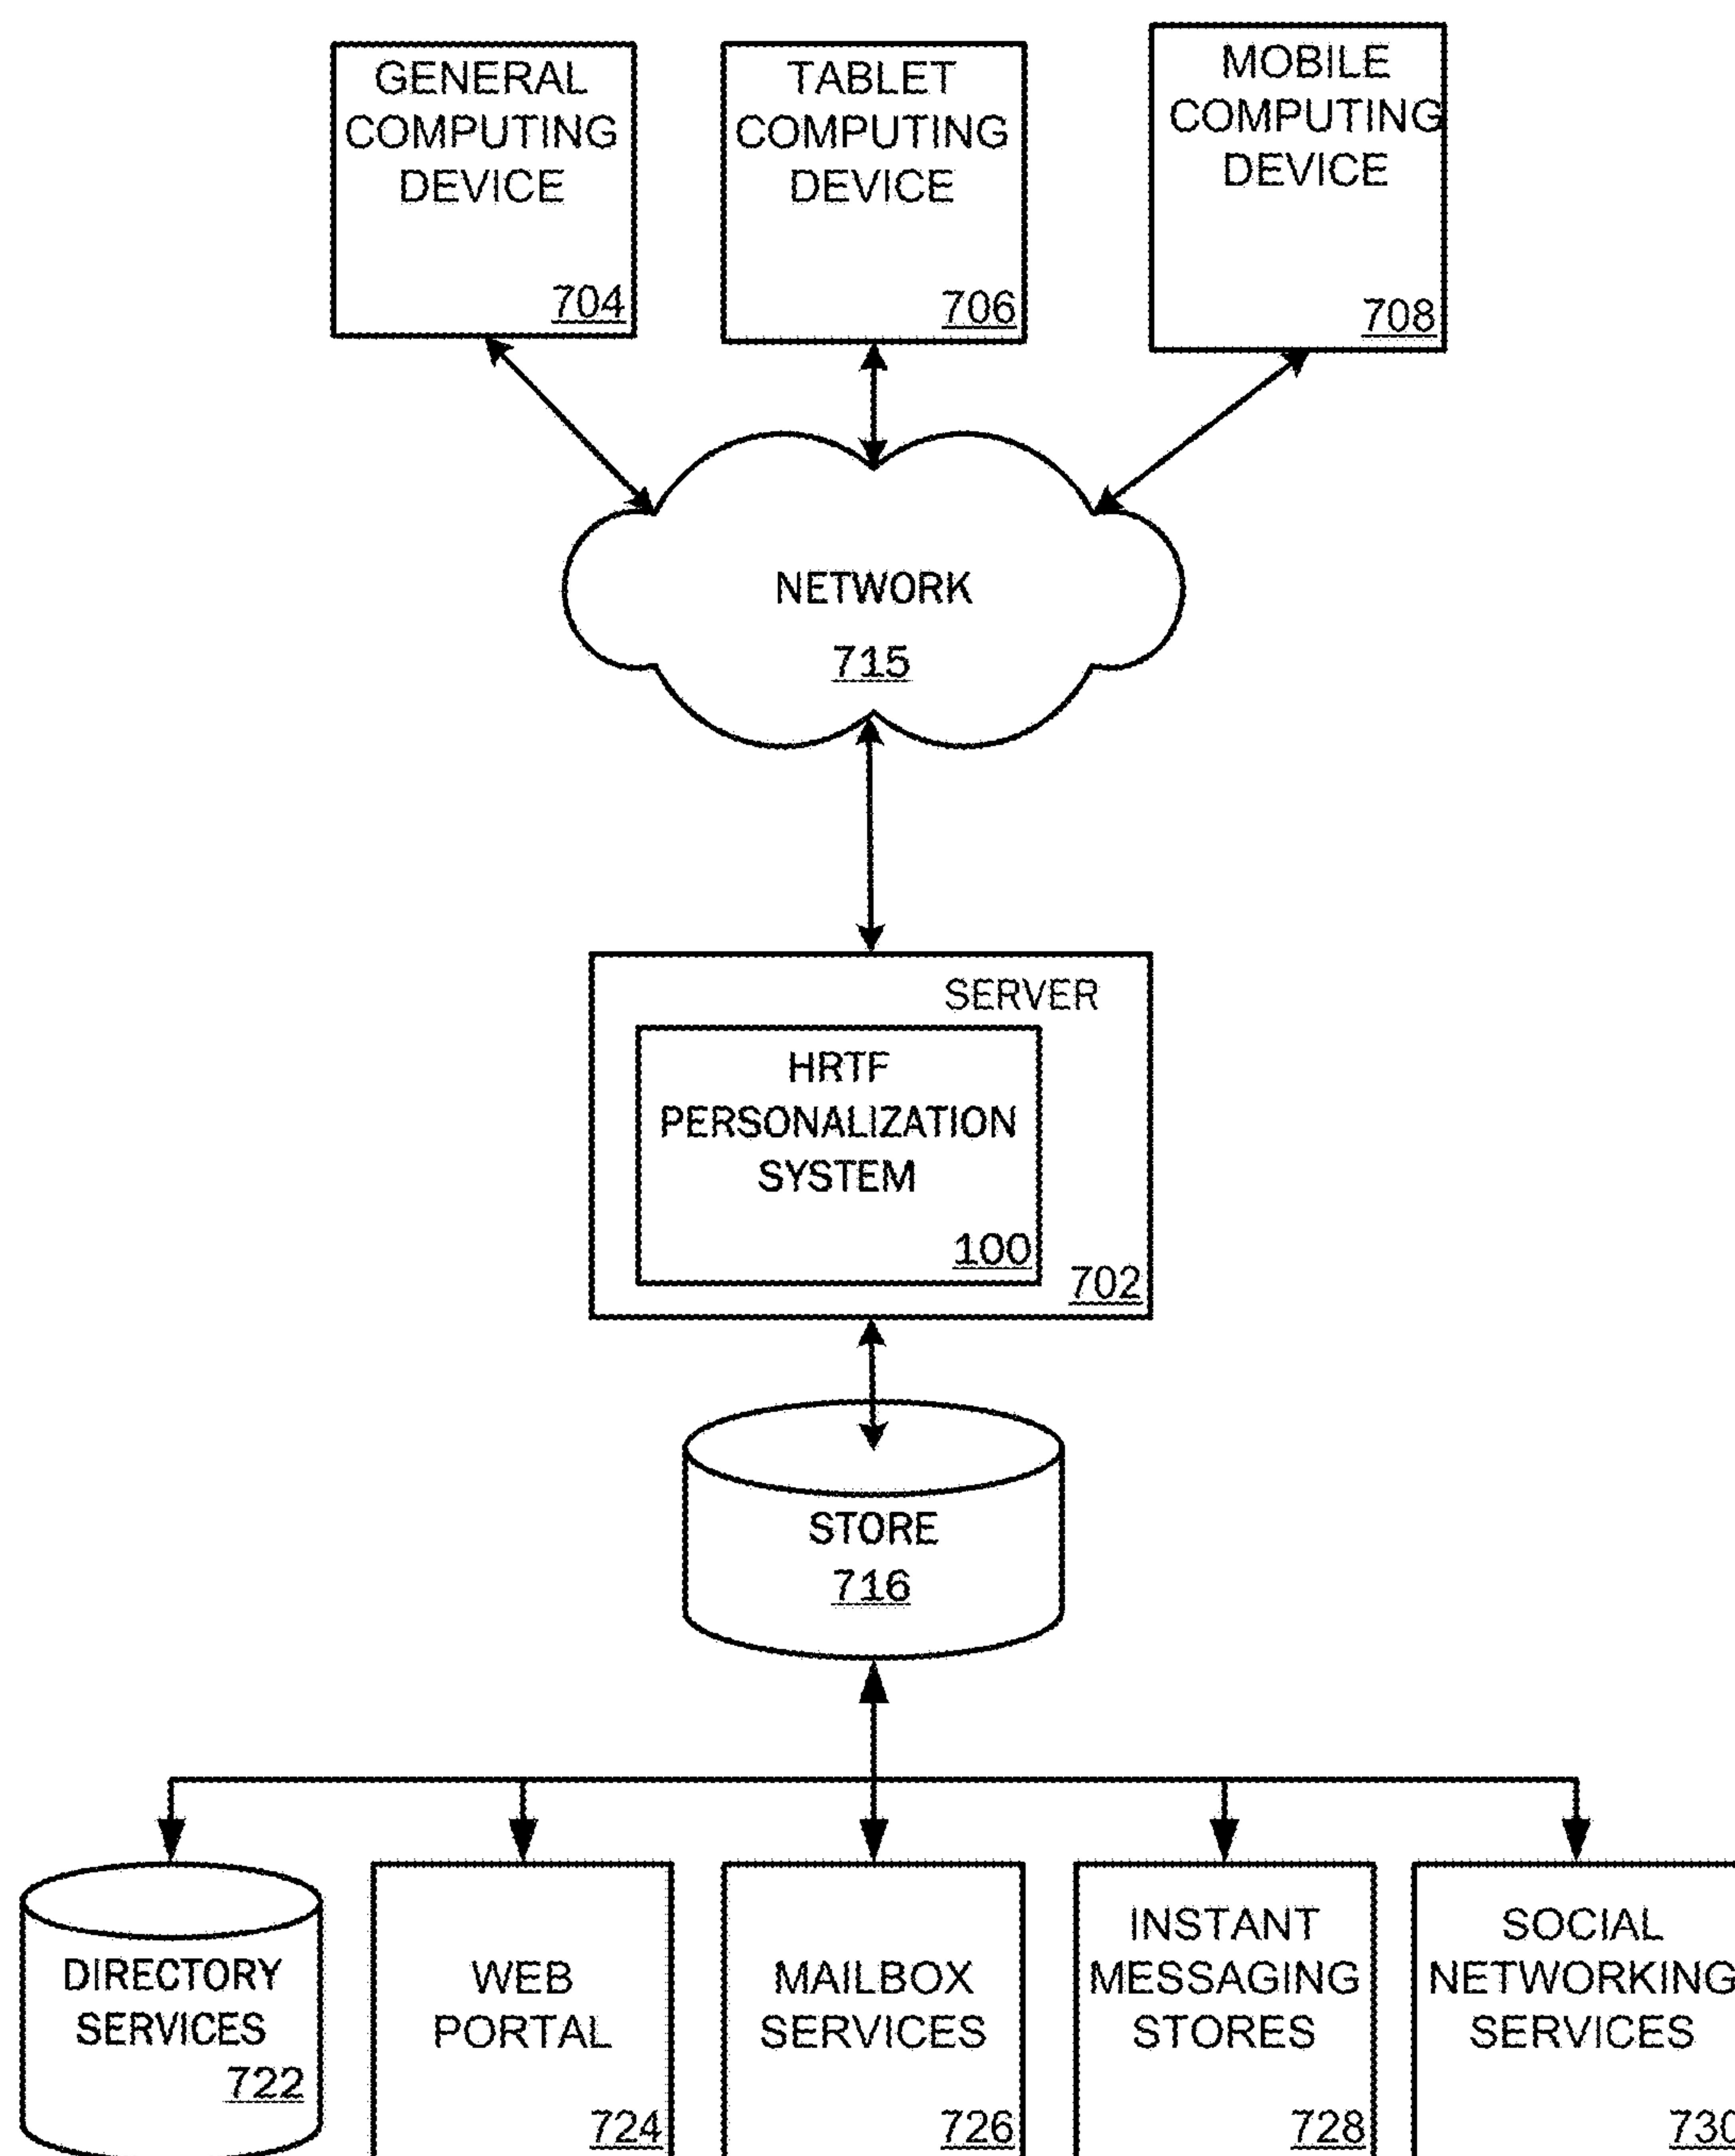 GENERAL
COMPUTING
DEVICE
704
TABLET
COMPUTING
DEVICE
706
MOBILE
COMPUTING
DEVICE
708
NETWORK
715
SERVER
HRTF
PERSONALIZATION
SYSTEM
100
702
STORE
716
DIRECTORY
SERVICES
722
WEB
PORTAL
724
MAILBOX
SERVICES
726
INSTANT
MESSAGING
STORES
728
SOCIAL
NETWORKING
SERVICES
730